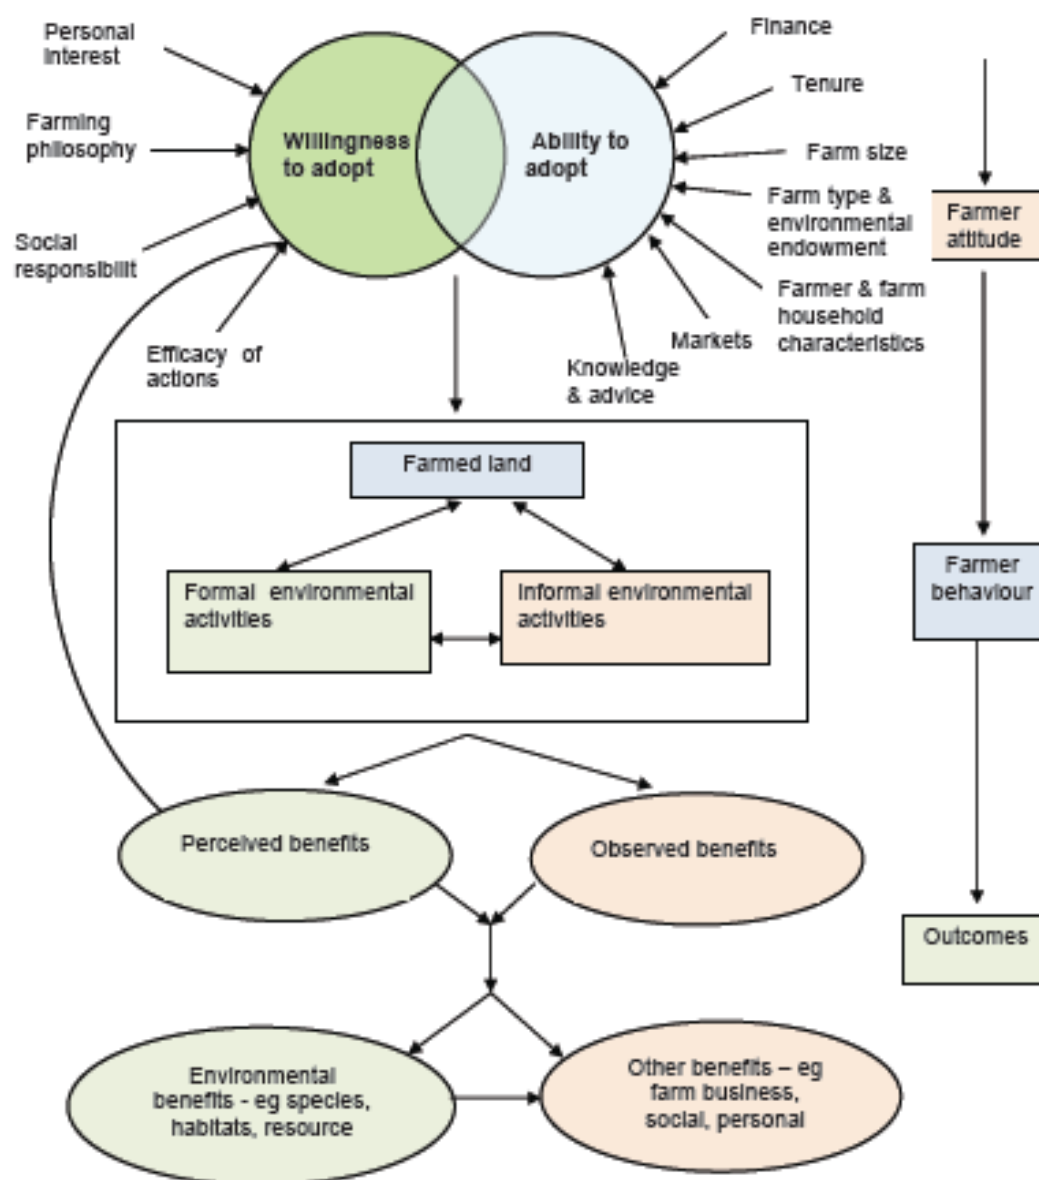 Personal
Interest
Farming
philosophy
Social
responsibilit
Efficacy of
actions
Willingness
to adopt
Ability to
adopt
Finance
Tenure
Farm size
Farm type &
environmental
endowment
Farmer & farm
household
characteristics
Markets
Knowledge
& advice
Farmer
attitude
Farmed land
Formal environmental
activities
Informal environmental
activities
Farmer
behaviour
Perceived benefits
Observed benefits
Outcomes
Environmental
benefits - eg species,
habitats, resource
Other benefits – eg
farm business,
social, personal